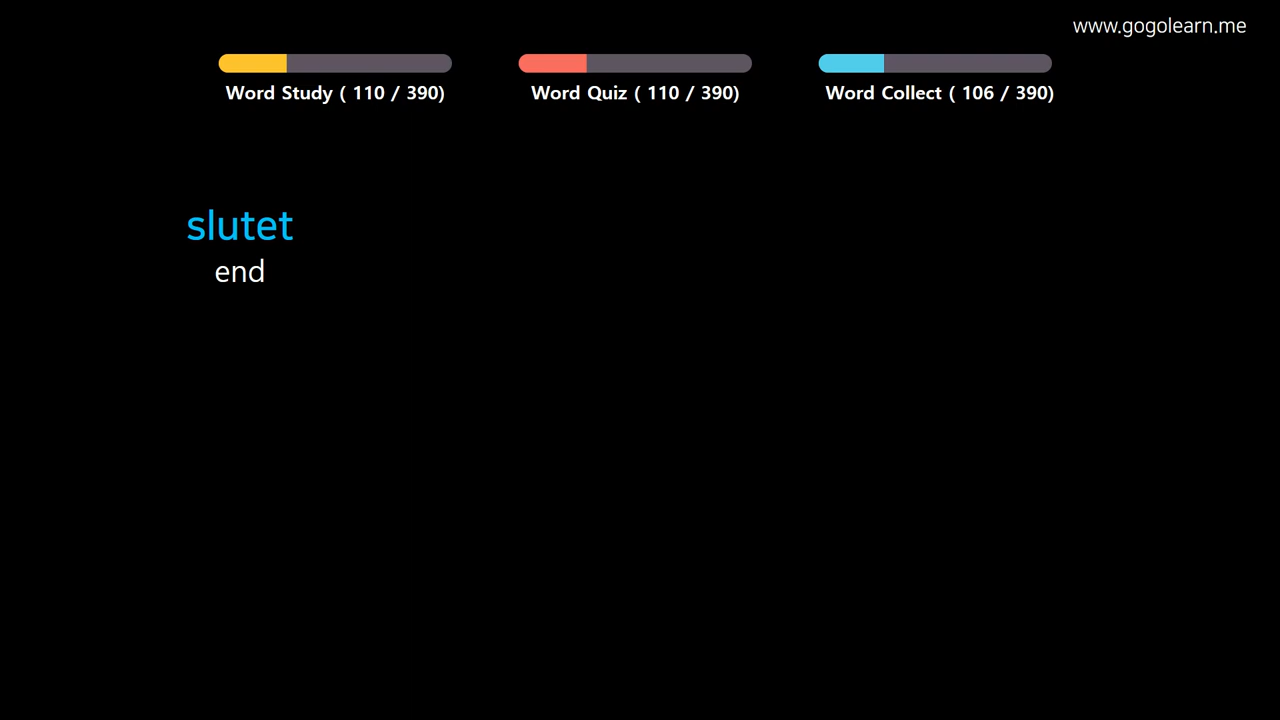 www.gogolearn.me
Word Study ( 110 / 390)
Word Quiz ( 110 / 390)
Word Collect ( 106 / 390)
slutet
end